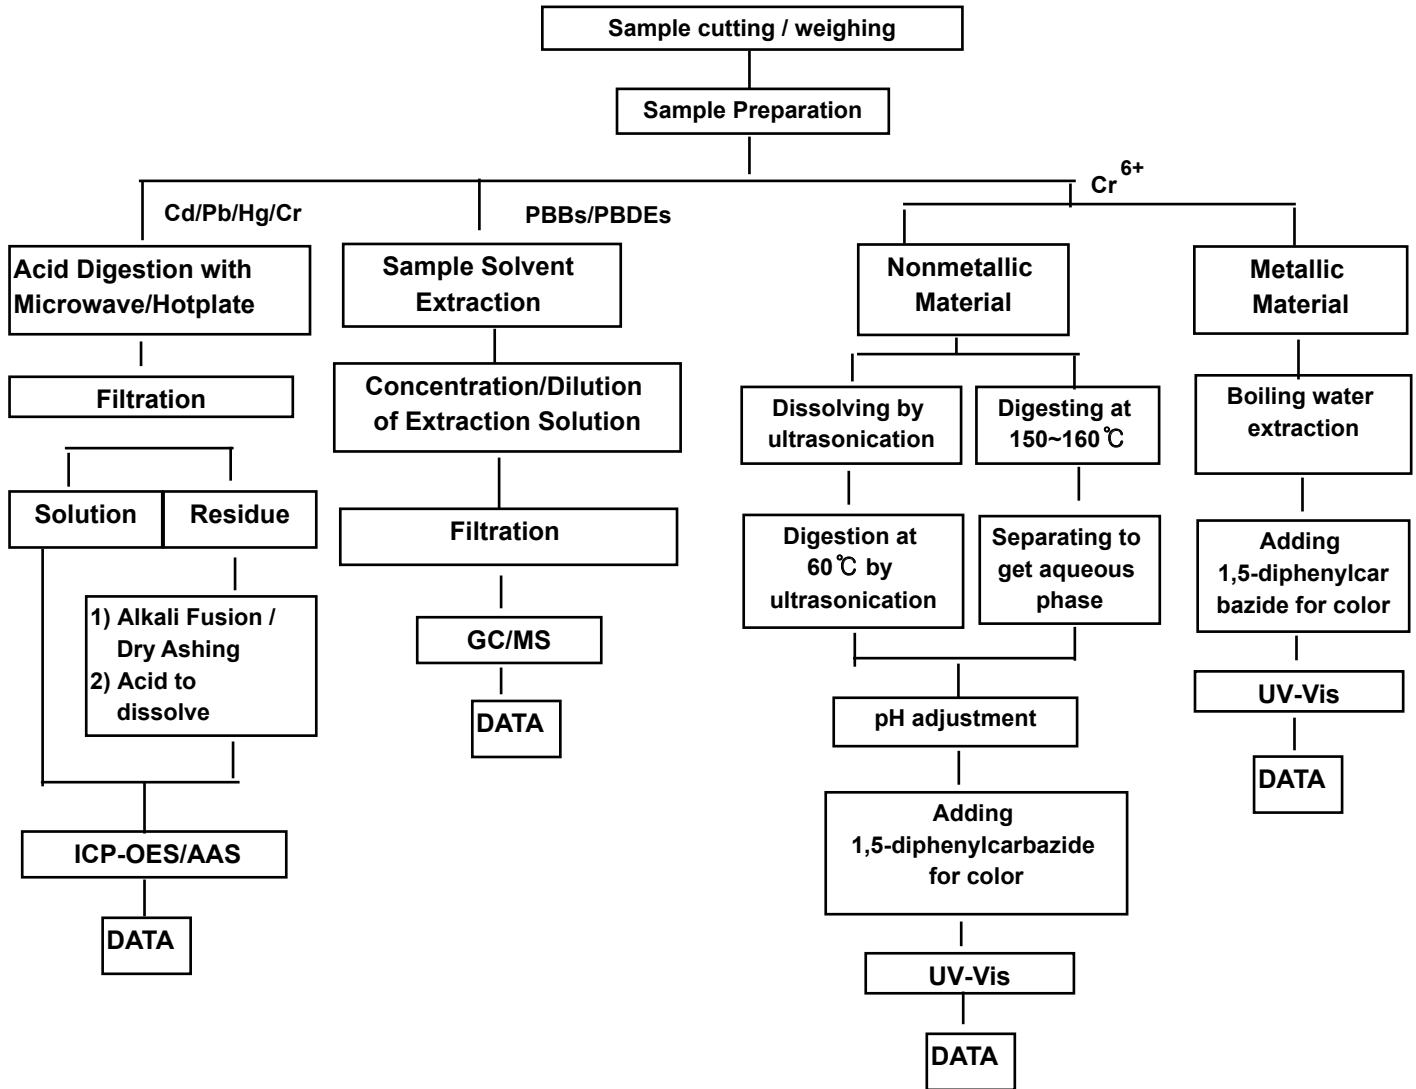 Sample cutting / weighing
Sample Preparation
Cd/Pb/Hg/Cr
PBBs/PBDEs
Cr 6+
Acid Digestion with
Microwave/Hotplate
Filtration
Solution
Residue
1) Alkali Fusion /
Dry Ashing
2) Acid to
dissolve
ICP-OES/AAS
DATA
Sample Solvent
Extraction
Concentration/Dilution
of Extraction Solution
Filtration
GC/MS
DATA
Nonmetallic
Material
Dissolving by
ultrasonication
Digestion at
60℃ by
ultrasonication
Digesting at
150~160℃
Separating to
get aqueous
phase
pH adjustment
Adding
1,5-diphenylcarbazide
for color
UV-Vis
DATA
Metallic
Material
Boiling water
extraction
Adding
1,5-diphenylcar
bazide for color
UV-Vis
DATA